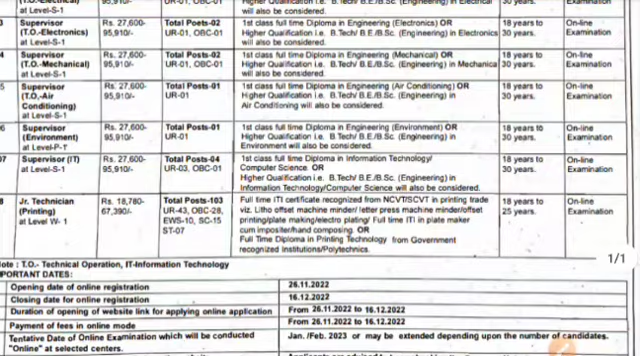 at Level-S-1 will also be considered. Examination
Supervisor Rs. 27,600- Total Posts-02 1st class full time Diploma in Engineering (Electronics) OR 18 years to On-line
(T.O.-Electronics) 95,910/- UR-01, OBC-01 Higher Qualification i.e. B.Tech/ B.E./B.Sc. (Engineering) in Electronics 30 years. Examination
at Level-S-1 will also be considered.
4 Supervisor Rs. 27,600- Total Posts-02 1st class full time Diploma in Engineering (Mechanical) OR 18 years to On-line
(T.O.-Mechanical) 95,910/- UR-01, OBC-01 Higher Qualification i.e. B.Tech/ B.E./B.Sc. (Engineering) in Mechanical 30 years. Examination
at Level-S-1 will also be considered.
5 Supervisor Rs. 27,600- Total Posts-01 1st class full time Diploma in Engineering (Air Conditioning) OR 18 years to On-line
(T.O.-Air 95,910/- UR-01 Higher Qualification i.e. B.Tech/ B.E./B.Sc. (Engineering) in 30 years. Examination
Conditioning) Air Conditioning will also be considered.
at Level-S-1
6 Supervisor Rs. 27,600- Total Posts-01 1st class full time Diploma in Engineering (Environment) OR 18 years to On-line
(Environment) 95,910/- UR-01 Higher Qualification i.e. B.Tech/ B.E./B.Sc. (Engineering) in 30 years. Examination
at Level-P-T Environment will also be considered.
07 Supervisor (IT) Rs. 27,600- Total Posts-04 1st class full time Diploma in Information Technology/ 18 years to On-line
at Level-S-1 95,910/- UR-03, OBC-01 Computer Science OR 30 years. Examination
Higher Qualification i.e. B.Tech/ B.E./B.Sc. (Engineering) in
Information Technology/Computer Science will also be considered.
8 Jr. Technician Rs. 18,780- Total Posts-103 Full time ITI certificate recognized from NCVT/SCVT in printing trade 18 years to On-line
(Printing) 67,390/- UR-43, OBC-28, viz. Litho offset machine minder/ letter press machine minder/offset 25 years. Examination
at Level W- 1 EWS-10, SC-15 printing/plate making/electro plating/ Full time ITI in plate maker
ST-07 cum impositer/hand composing. OR
Full Time Diploma in Printing Technology from Government
recognized Institutions/Polytechnics.
1/1
ote : T.O.- Technical Operation, IT-Information Technology
PORTANT DATES:
Opening date of online registration 26.11.2022
Closing date for online registration 16.12.2022
Duration of opening of website link for applying online application From 26.11.2022 to 16.12.2022
Payment of fees in online mode From 26.11.2022 to 16.12.2022
Tentative Date of Online Examination which will be conducted Jan./Feb. 2023 or may be extended depending upon the number of candidates.
"Online" at selected centers.